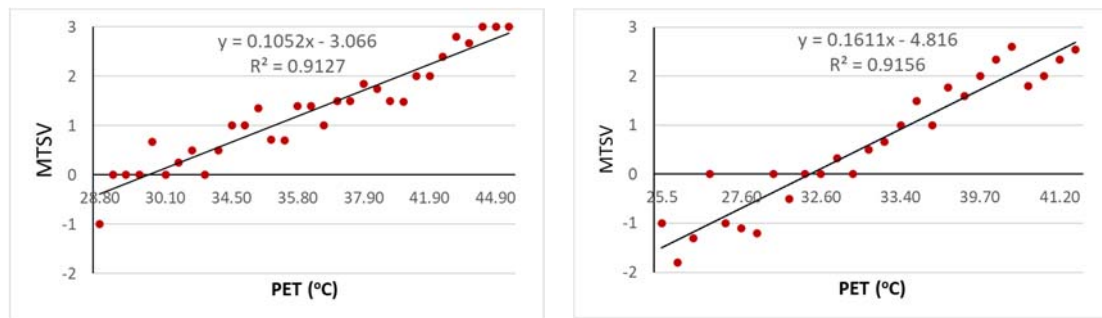 3
y = 0.1052x - 3.066
R² = 0.9127
2
1
0
-1
-2
MTSV
28.80 30.10 34.50 35.80 37.90 41.90 44.90
PET (°C)
3
y = 0.1611x - 4.816
R² = 0.9156
2
1
0
-1
-2
MTSV
25.5 27.60 32.60 33.40 39.70 41.20
PET (°C)